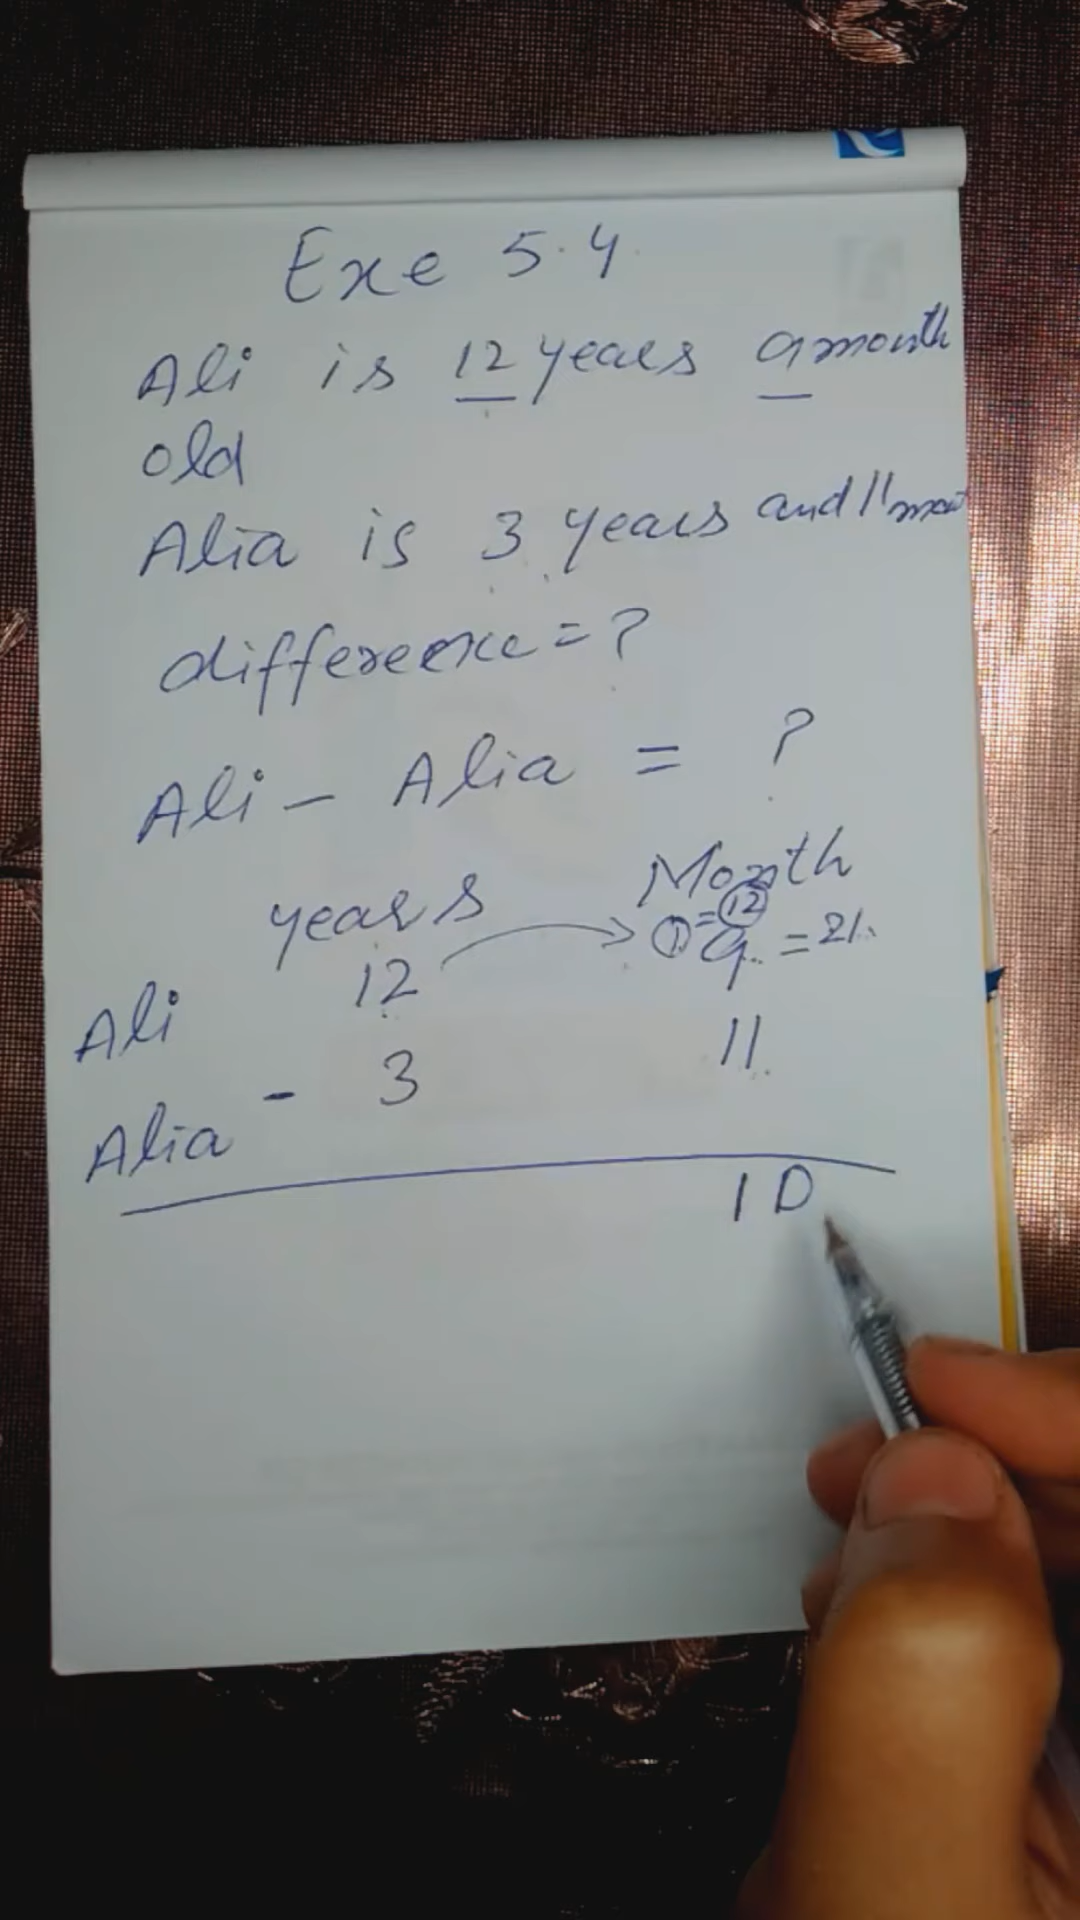 Exe 5.4
Ali is 12 years 9 month
old
Alia is 3 years and 11 mont
difference = ?
Ali - Alia = ?
years Month
① = ⑫
Ali 12 9 = 21
Alia - 3 11
10